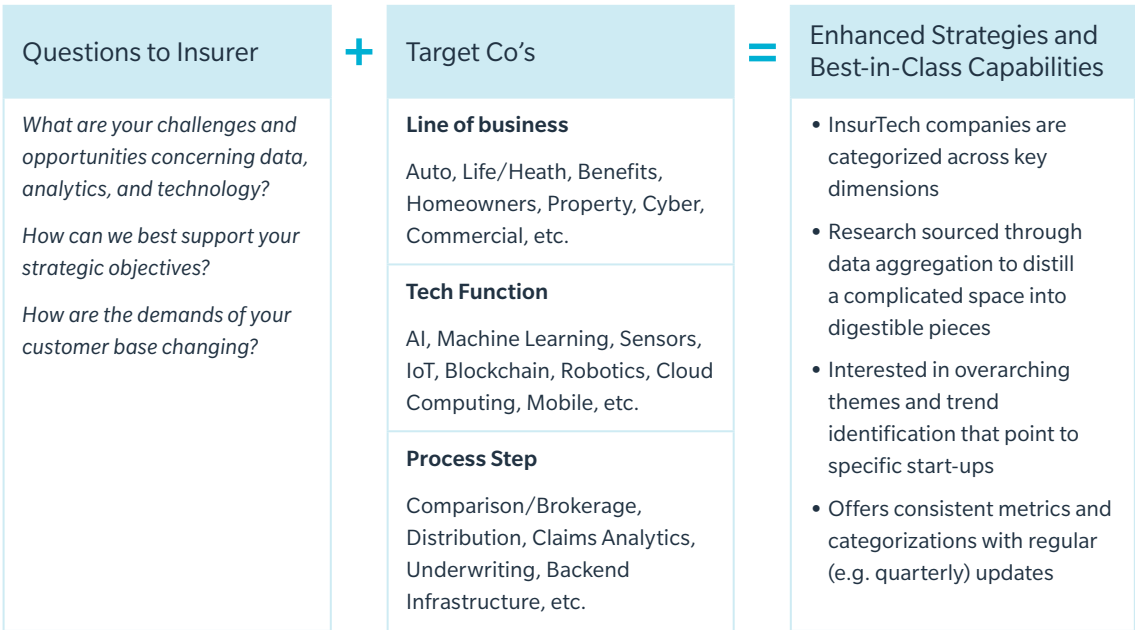 Questions to Insurer
What are your challenges and
opportunities concerning data,
analytics, and technology?
How can we best support your
strategic objectives?
How are the demands of your
customer base changing?
+
Target Co’s
Line of business
Auto, Life/Heath, Benefits,
Homeowners, Property, Cyber,
Commercial, etc.
Tech Function
AI, Machine Learning, Sensors,
IoT, Blockchain, Robotics, Cloud
Computing, Mobile, etc.
Process Step
Comparison/Brokerage,
Distribution, Claims Analytics,
Underwriting, Backend
Infrastructure, etc.
=
Enhanced Strategies and
Best-in-Class Capabilities
• InsurTech companies are
categorized across key
dimensions
• Research sourced through
data aggregation to distill
a complicated space into
digestible pieces
• Interested in overarching
themes and trend
identification that point to
specific start-ups
• Offers consistent metrics and
categorizations with regular
(e.g. quarterly) updates